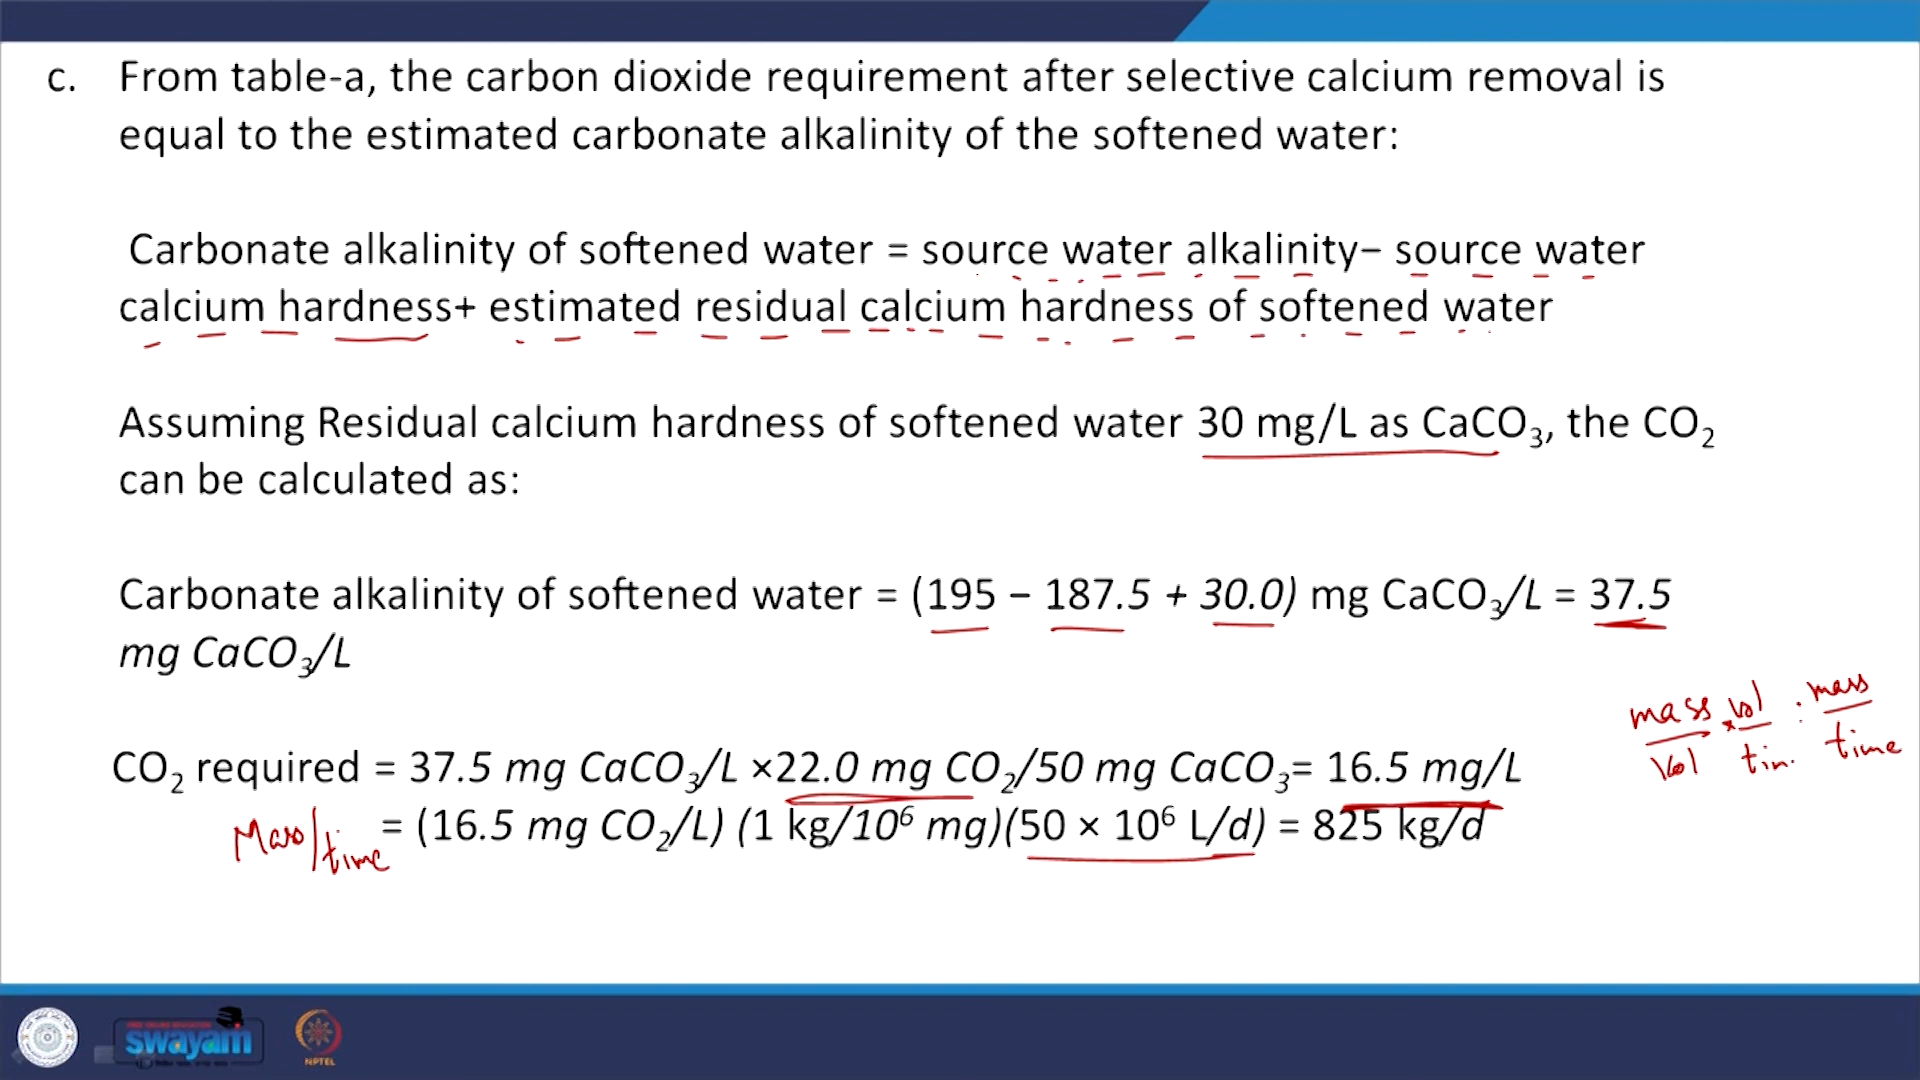 c. From table-a, the carbon dioxide requirement after selective calcium removal is
equal to the estimated carbonate alkalinity of the softened water:
Carbonate alkalinity of softened water = source water alkalinity− source water
calcium hardness+ estimated residual calcium hardness of softened water
Assuming Residual calcium hardness of softened water 30 mg/L as CaCO₃, the CO₂
can be calculated as:
Carbonate alkalinity of softened water = (195 − 187.5 + 30.0) mg CaCO₃/L = 37.5
mg CaCO₃/L
mass/Vol × Vol/tim. : mass/time
CO₂ required = 37.5 mg CaCO₃/L ×22.0 mg CO₂/50 mg CaCO₃= 16.5 mg/L
Mass/time = (16.5 mg CO₂/L) (1 kg/10⁶ mg)(50 × 10⁶ L/d) = 825 kg/d
swayam
NPTEL